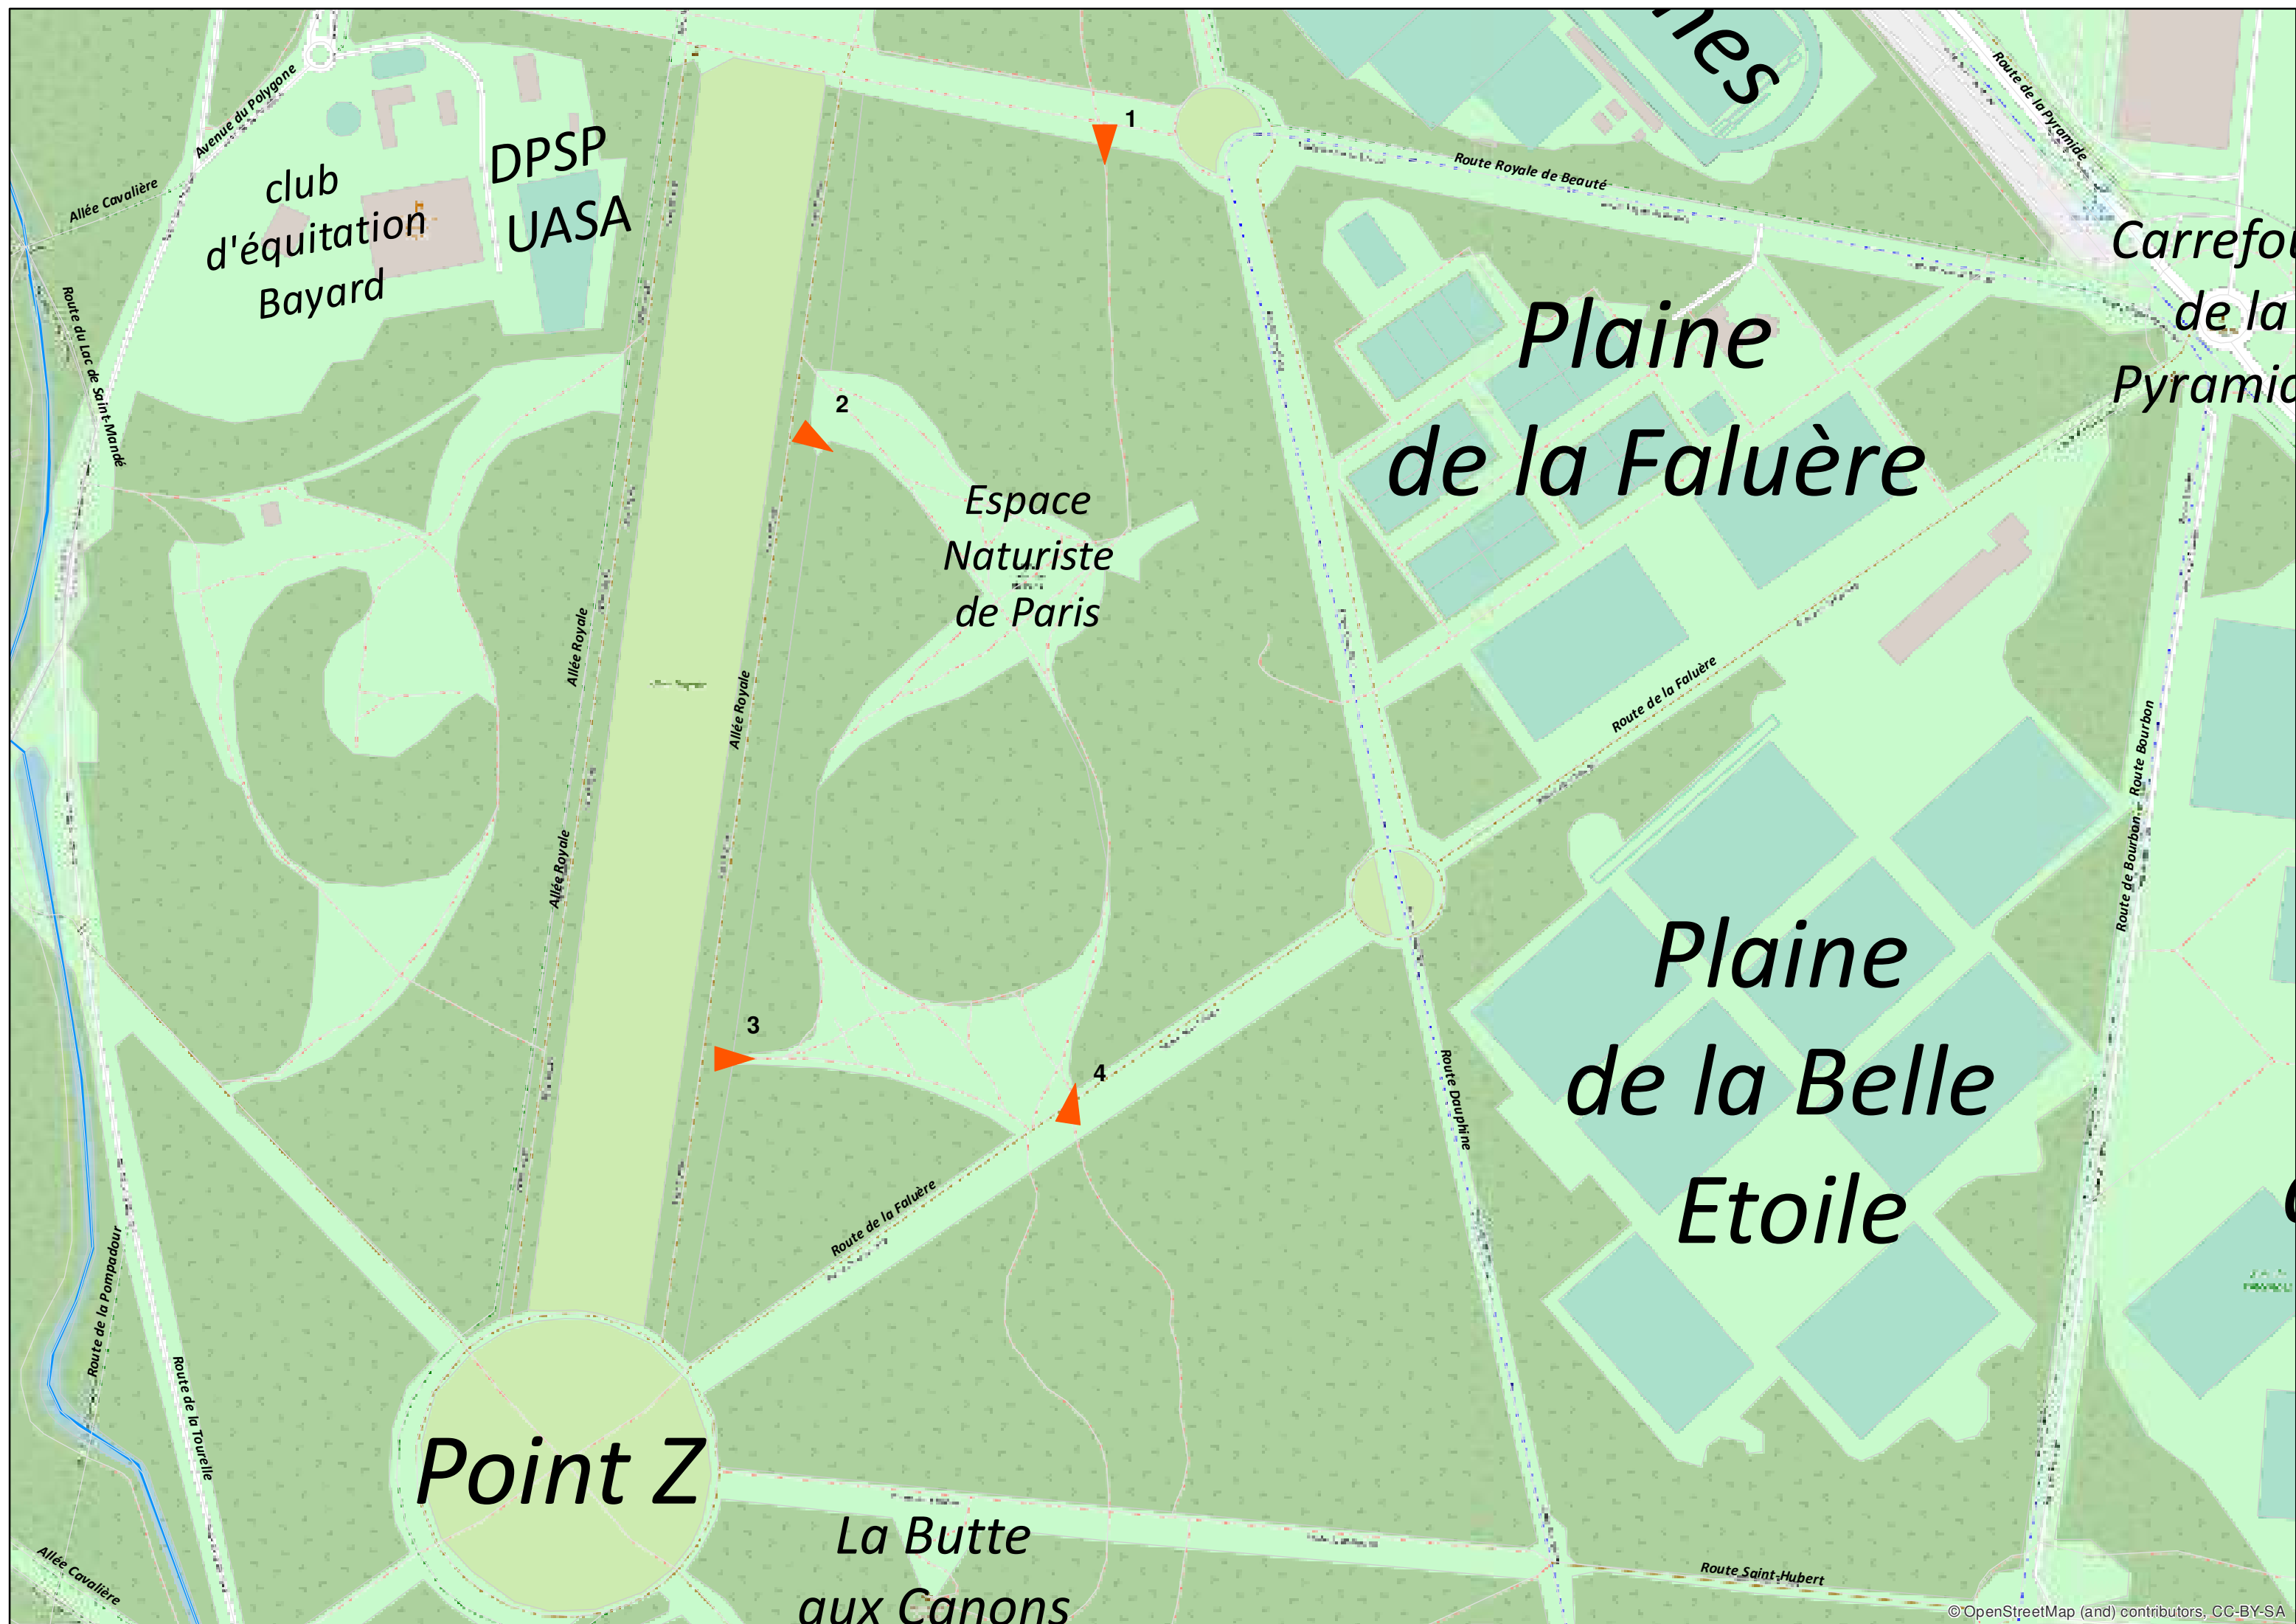 nes
Avenue du Polygone
Route de la Pyramide
1
DPSP
UASA
Allée Cavalière
club
d'équitation
Bayard
Route Royale de Beauté
Route du Lac de Saint-Mandé
Carrefou
de la
Pyramid
Plaine
de la Faluère
2
Espace
Naturiste
de Paris
Allée Royale
Allée Royale
Route de la Faluère
Route Bourbon
Allée Royale
Route de Bourbon
Plaine
de la Belle
Etoile
3
4
Route Dauphine
Route de la Faluère
Route de la Pompadour
Route de la Tourelle
Point Z
La Butte
aux Canons
Allée Cavalière
Route Saint-Hubert
© OpenStreetMap (and) contributors, CC-BY-SA